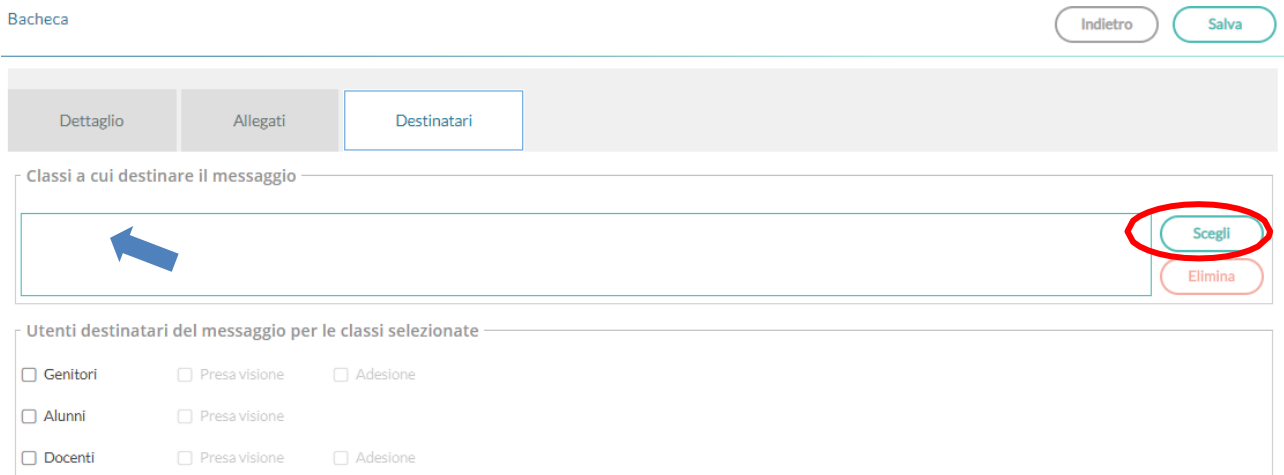 Bacheca
Indietro
Salva
Dettaglio
Allegati
Destinatari
Classi a cui destinare il messaggio
Scegli
Elimina
Utenti destinatari del messaggio per le classi selezionate
Genitori Presa visione Adesione
Alunni Presa visione
Docenti Presa visione Adesione